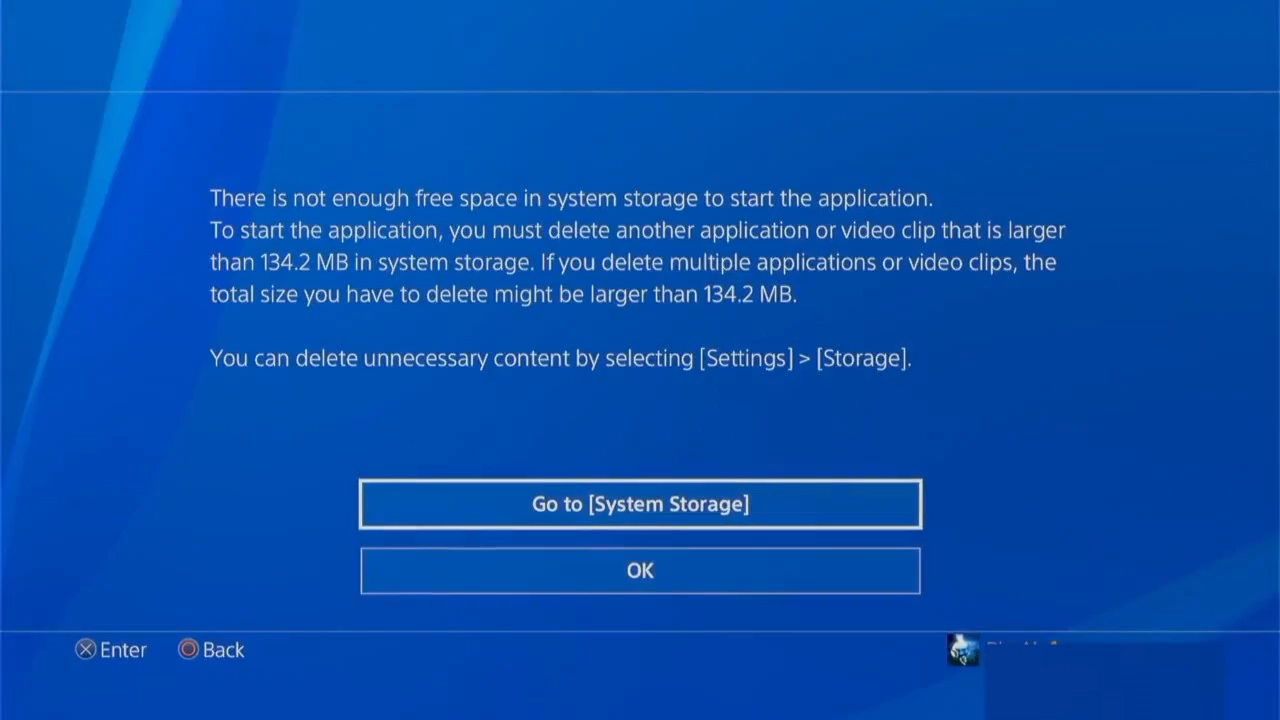 There is not enough free space in system storage to start the application.
To start the application, you must delete another application or video clip that is larger
than 134.2 MB in system storage. If you delete multiple applications or video clips, the
total size you have to delete might be larger than 134.2 MB.
You can delete unnecessary content by selecting [Settings] > [Storage].
Go to [System Storage]
OK
Enter
Back